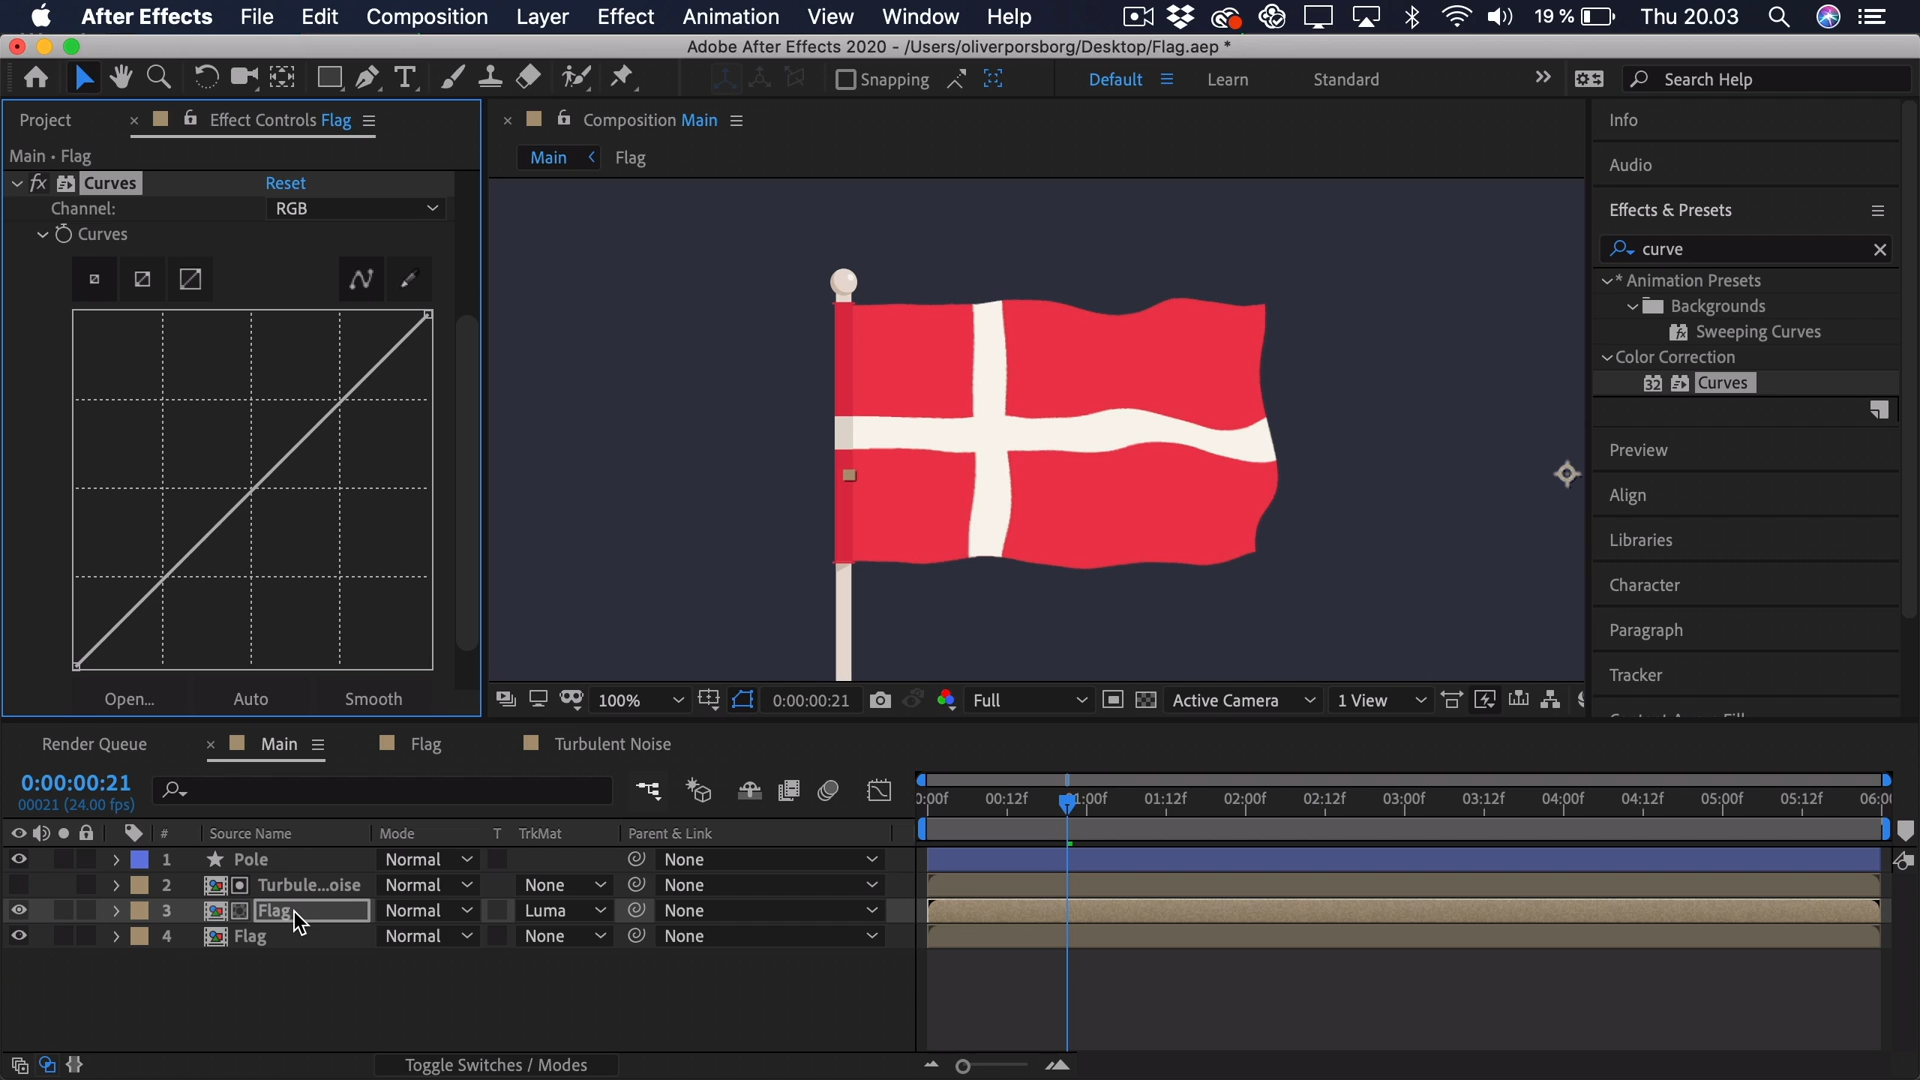 After Effects File Edit Composition Layer Effect Animation View Window Help 19 % Thu 20.03
Adobe After Effects 2020 - /Users/oliverporsborg/Desktop/Flag.aep *
Snapping Default Learn Standard Search Help
Project Effect Controls Flag
Main • Flag
fx Curves Reset
Channel: RGB
Curves
Open... Auto Smooth
Composition Main
Main Flag
100% 0:00:00:21 Full Active Camera 1 View
Info
Audio
Effects & Presets
curve
* Animation Presets
Backgrounds
Sweeping Curves
Color Correction
32 Curves
Preview
Align
Libraries
Character
Paragraph
Tracker
Render Queue Main Flag Turbulent Noise
0:00:00:21
00021 (24.00 fps)
00:12f 1:00f 01:12f 02:00f 02:12f 03:00f 03:12f 04:00f 04:12f 05:00f 05:12f
# Source Name Mode T TrkMat Parent & Link
1 Pole Normal None
2 Turbule...oise Normal None None
3 Flag Normal Luma None
4 Flag Normal None None
Toggle Switches / Modes